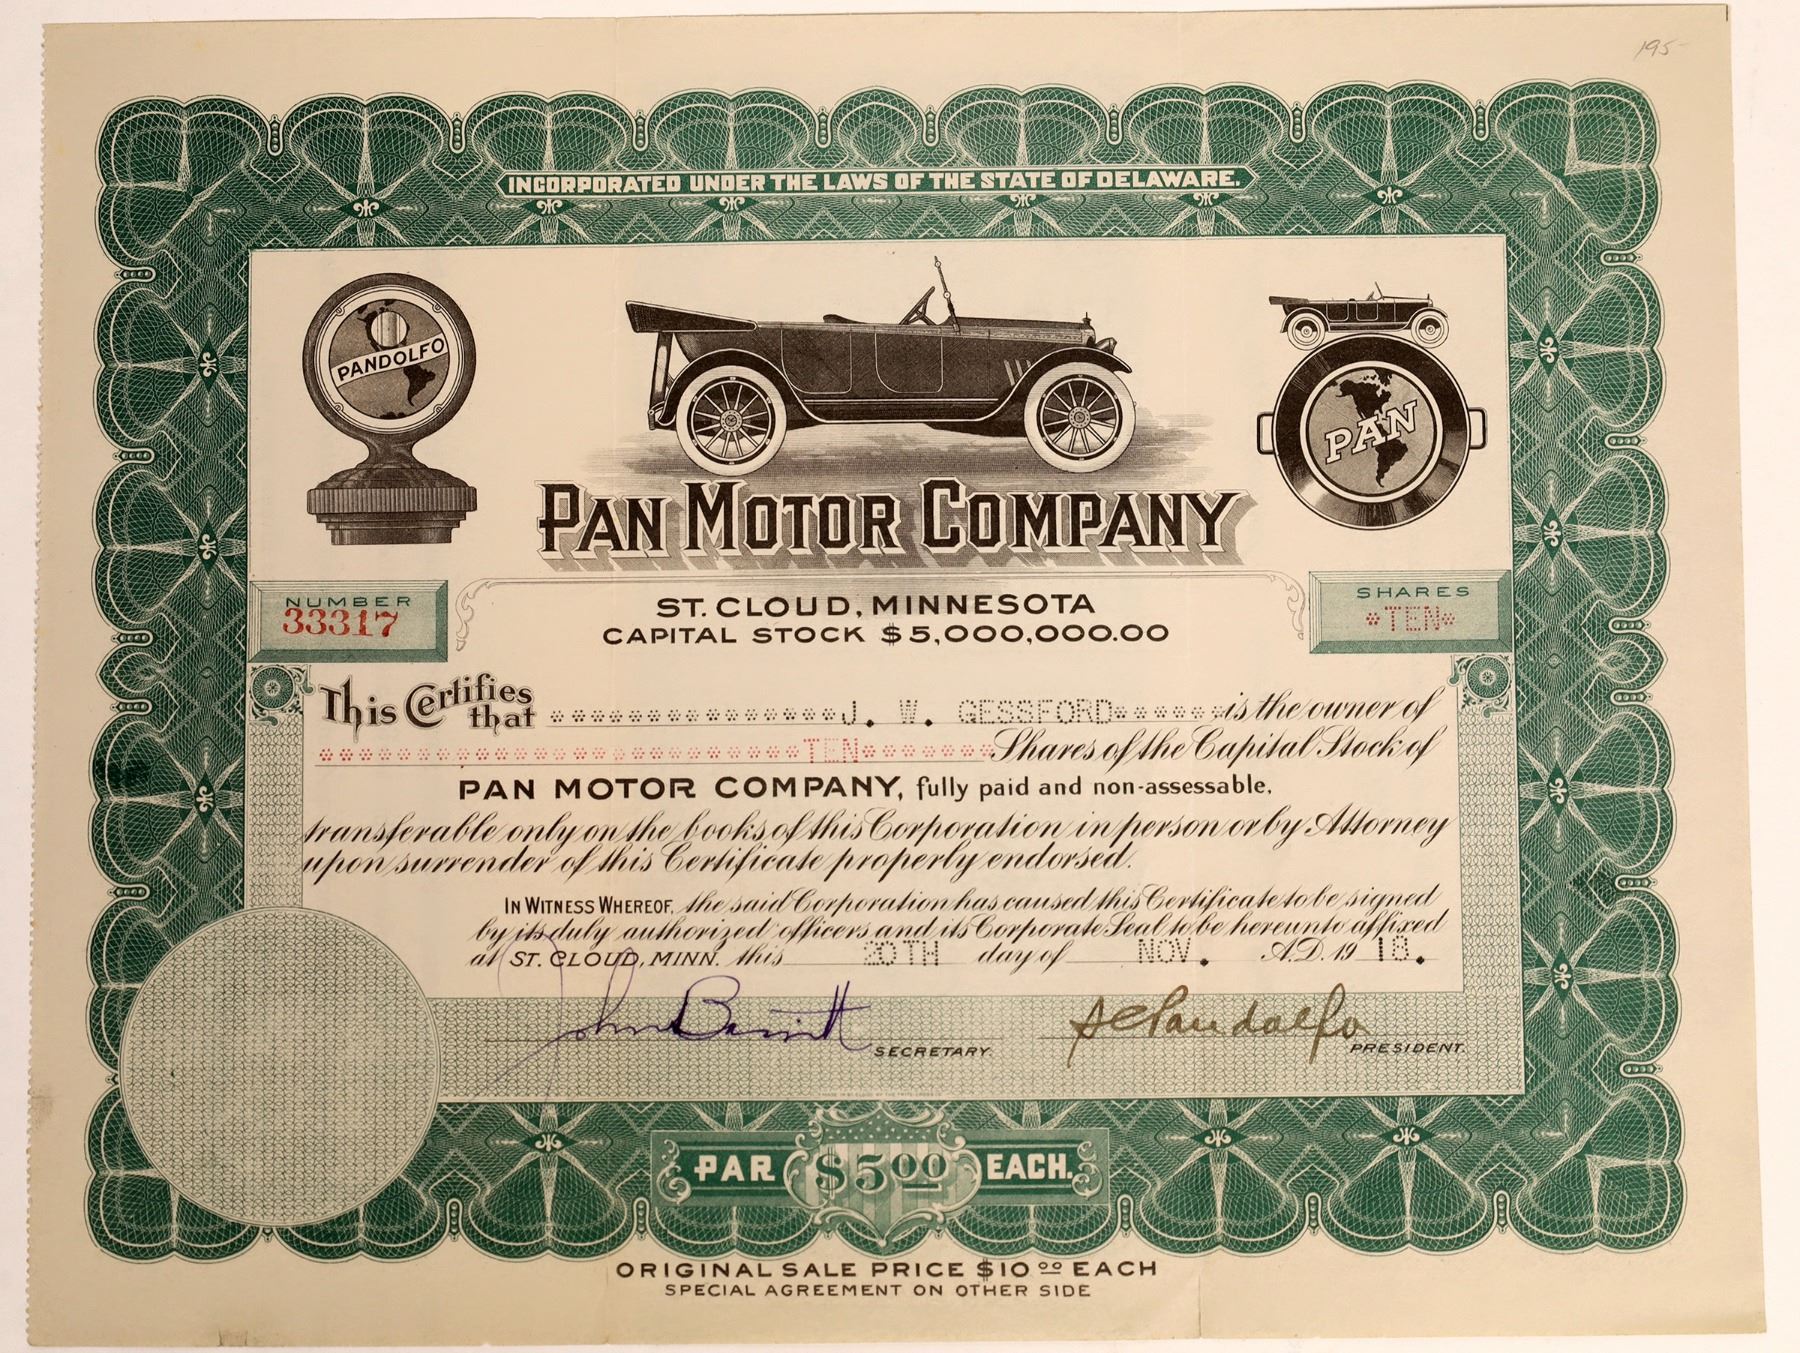 195-
INCORPORATED UNDER THE LAWS OF THE STATE OF DELAWARE.
PANDOLFO
PAN
PAN MOTOR COMPANY
ST. CLOUD, MINNESOTA
CAPITAL STOCK $5,000,000.00
NUMBER
33317
SHARES
*TEN*
This Certifies that J. W. GESSFORD is the owner of
TEN Shares of the Capital Stock of
PAN MOTOR COMPANY, fully paid and non-assessable,
transferable only on the books of this Corporation in person or by Attorney
upon surrender of this Certificate properly endorsed.
IN WITNESS WHEREOF, the said Corporation has caused this Certificate to be signed
by its duly authorized officers and its Corporate Seal to be hereunto affixed
at ST. CLOUD, MINN. this 20TH day of NOV. A.D. 1918.
John Barritt
SECRETARY.
S C Pandolfo
PRESIDENT.
PAR $5.00 EACH.
ORIGINAL SALE PRICE $10.00 EACH
SPECIAL AGREEMENT ON OTHER SIDE